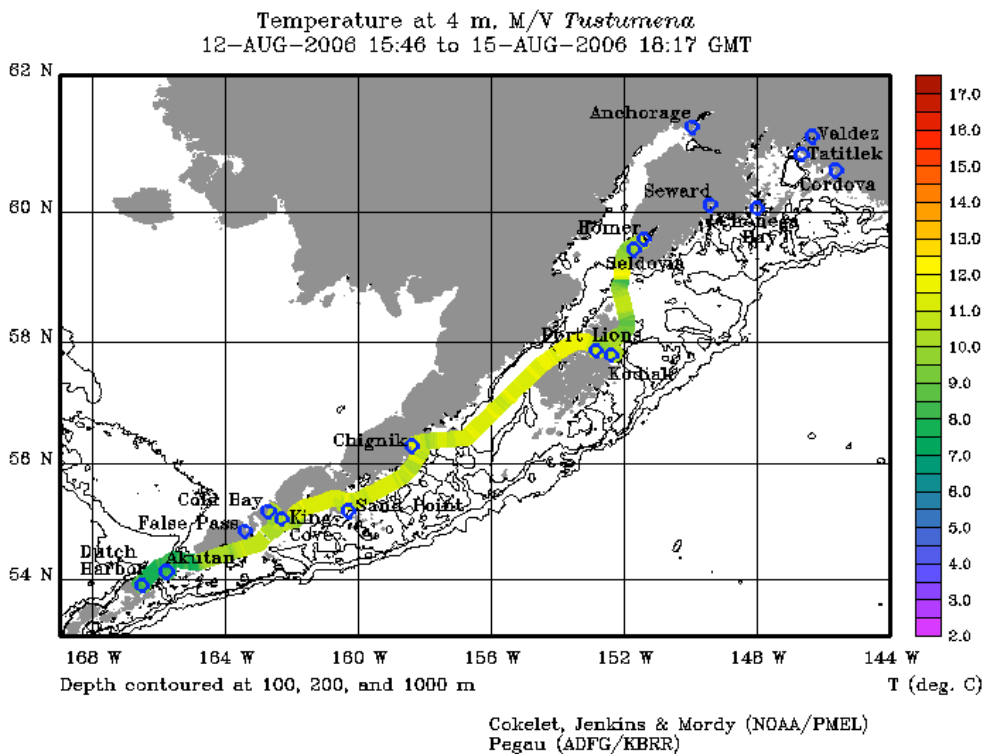 Temperature at 4 m, M/V Tustumena
12-AUG-2006 15:46 to 15-AUG-2006 18:17 GMT
62 N
60 N
58 N
56 N
54 N
Anchorage
Valdez
Tatitlek
Cordova
Seward
Chenega
Bay
Homer
Seldovia
Port Lions
Kodiak
Chignik
Sand Point
Cold Bay
King
Cove
False Pass
Dutch
Harbor
Akutan
168 W
164 W
160 W
156 W
152 W
148 W
144 W
17.0
16.0
15.0
14.0
13.0
12.0
11.0
10.0
9.0
8.0
7.0
6.0
5.0
4.0
3.0
2.0
Depth contoured at 100, 200, and 1000 m
T (deg. C)
Cokelet, Jenkins & Mordy (NOAA/PMEL)
Pegau (ADFG/KBRR)